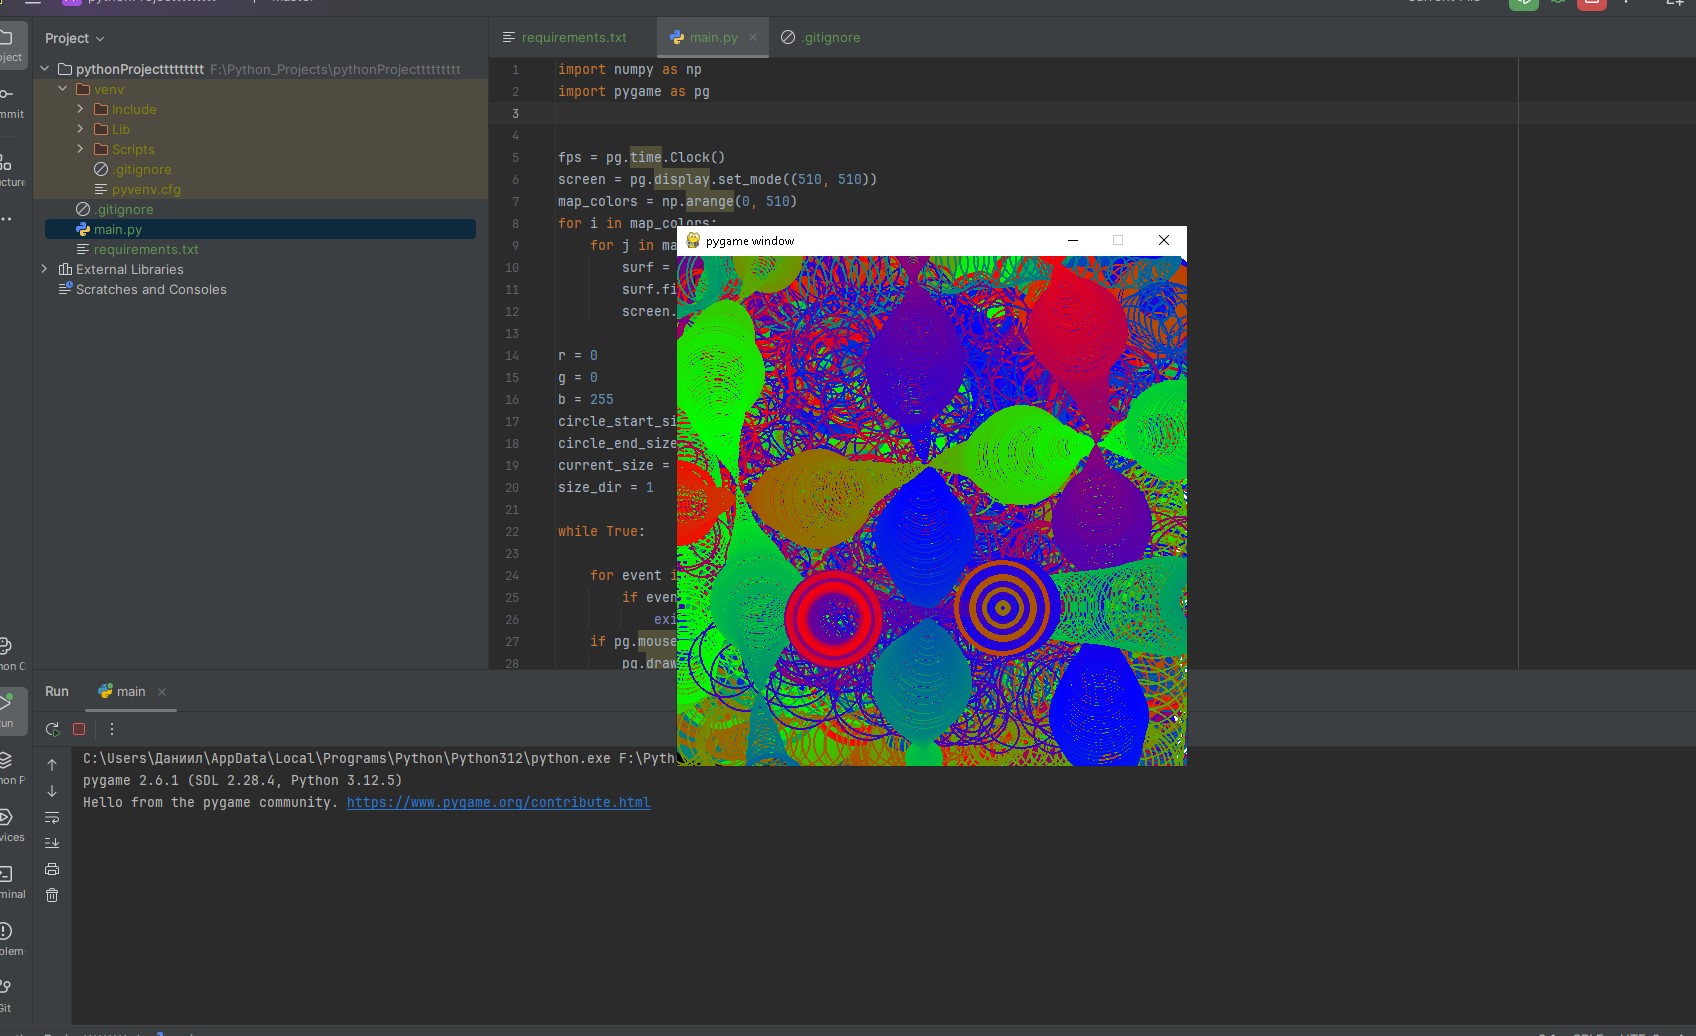 Project
requirements.txt
main.py
.gitignore
pythonProjecttttttttt F:\Python_Projects\pythonProjecttttttttt
venv
Include
Lib
Scripts
.gitignore
pyvenv.cfg
.gitignore
main.py
requirements.txt
External Libraries
Scratches and Consoles
1 import numpy as np
2 import pygame as pg
3
4
5 fps = pg.time.Clock()
6 screen = pg.display.set_mode((510, 510))
7 map_colors = np.arange(0, 510)
8 for i in map_colors:
9 for j in ma
10 surf =
11 surf.fi
12 screen.
13
14 r = 0
15 g = 0
16 b = 255
17 circle_start_si
18 circle_end_size
19 current_size =
20 size_dir = 1
21
22 while True:
23
24 for event i
25 if even
26 exi
27 if pg.mouse
28 pg.draw
pygame window
Run
main
C:\Users\Даниил\AppData\Local\Programs\Python\Python312\python.exe F:\Pyth
pygame 2.6.1 (SDL 2.28.4, Python 3.12.5)
Hello from the pygame community. https://www.pygame.org/contribute.html